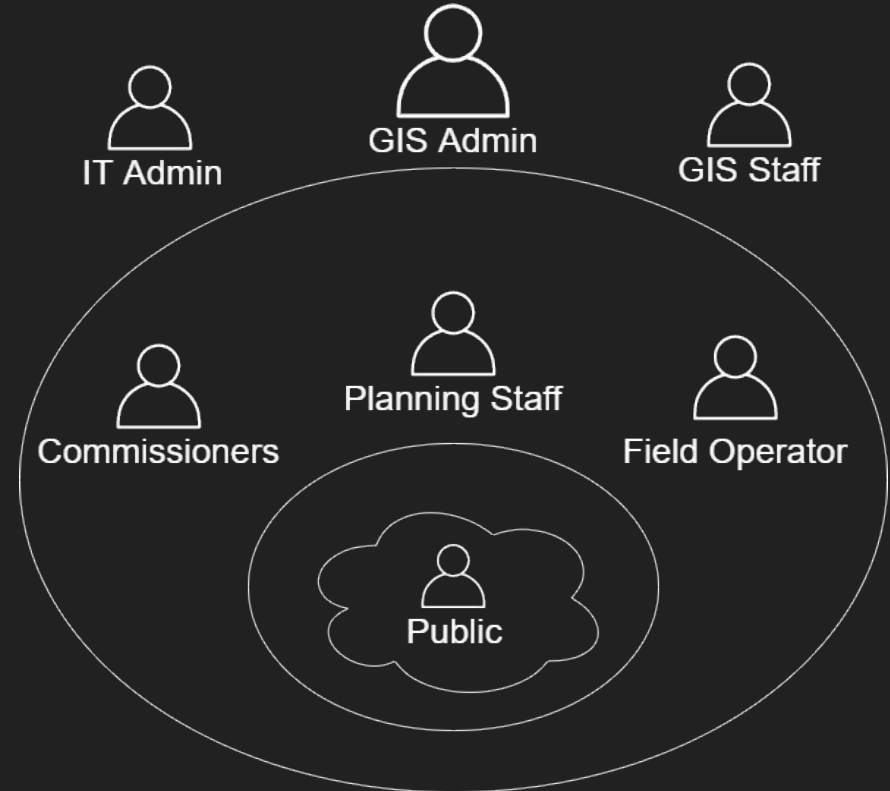 GIS Admin
IT Admin
GIS Staff
Planning Staff
Commissioners
Field Operator
Public